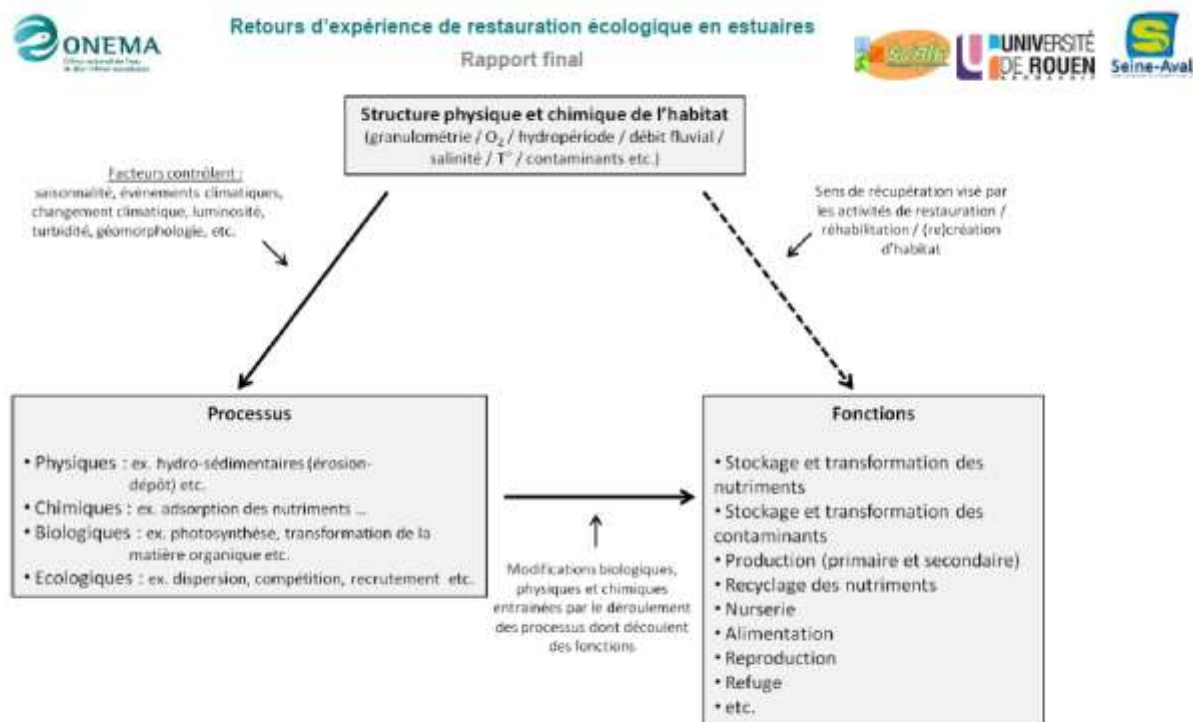 ONEMA
Retours d'expérience de restauration écologique en estuaires
Rapport final
UNIVERSITÉ
DE ROUEN
Seine-Aval
Structure physique et chimique de l'habitat
(granulométrie / O₂ / hydropériode / débit fluvial /
salinité / T° / contaminants etc.)
Facteurs contrôlant :
saisonnalité, évènements climatiques,
changement climatique, luminosité,
turbidité, géomorphologie, etc.
Sens de récupération visé par
les activités de restauration /
réhabilitation / (re)création
d'habitat
Processus
• Physiques : ex. hydro-sédimentaires (érosion-
dépôt) etc.
• Chimiques : ex. adsorption des nutriments ...
• Biologiques : ex. photosynthèse, transformation de la
matière organique etc.
• Ecologiques : ex. dispersion, compétition, recrutement etc.
Modifications biologiques,
physiques et chimiques
entrainées par le déroulement
des processus dont découlent
des fonctions
Fonctions
• Stockage et transformation des
nutriments
• Stockage et transformation des
contaminants
• Production (primaire et secondaire)
• Recyclage des nutriments
• Nurserie
• Alimentation
• Reproduction
• Refuge
• etc.